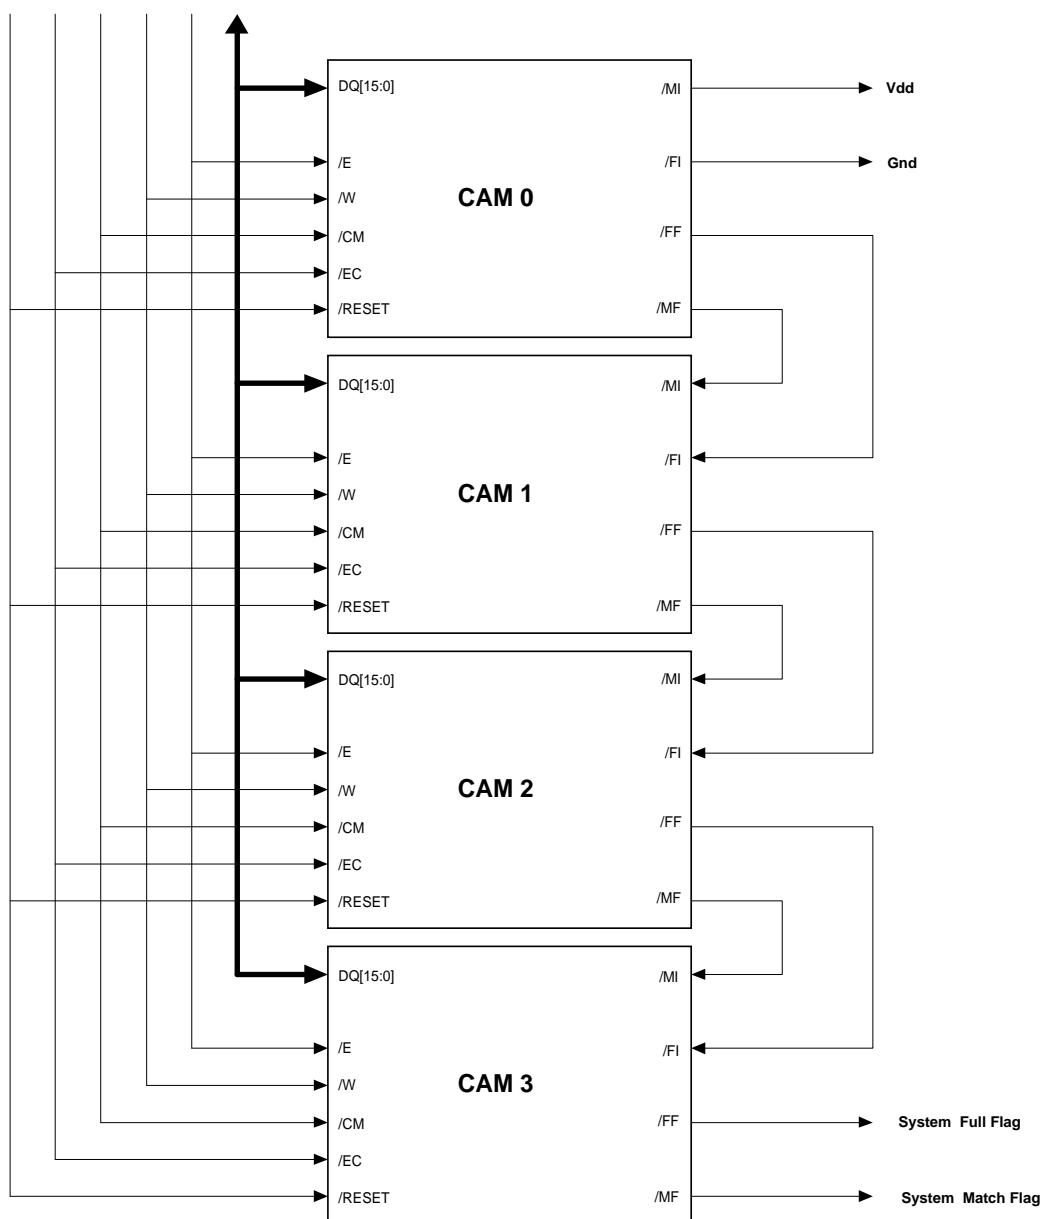 DQ[15:0] /MI Vdd
/E /FI Gnd
/W CAM 0
/CM /FF
/EC
/RESET /MF
DQ[15:0] /MI
/E /FI
/W CAM 1
/CM /FF
/EC
/RESET /MF
DQ[15:0] /MI
/E /FI
/W CAM 2
/CM /FF
/EC
/RESET /MF
DQ[15:0] /MI
/E /FI
/W CAM 3
/CM /FF System Full Flag
/EC
/RESET /MF System Match Flag